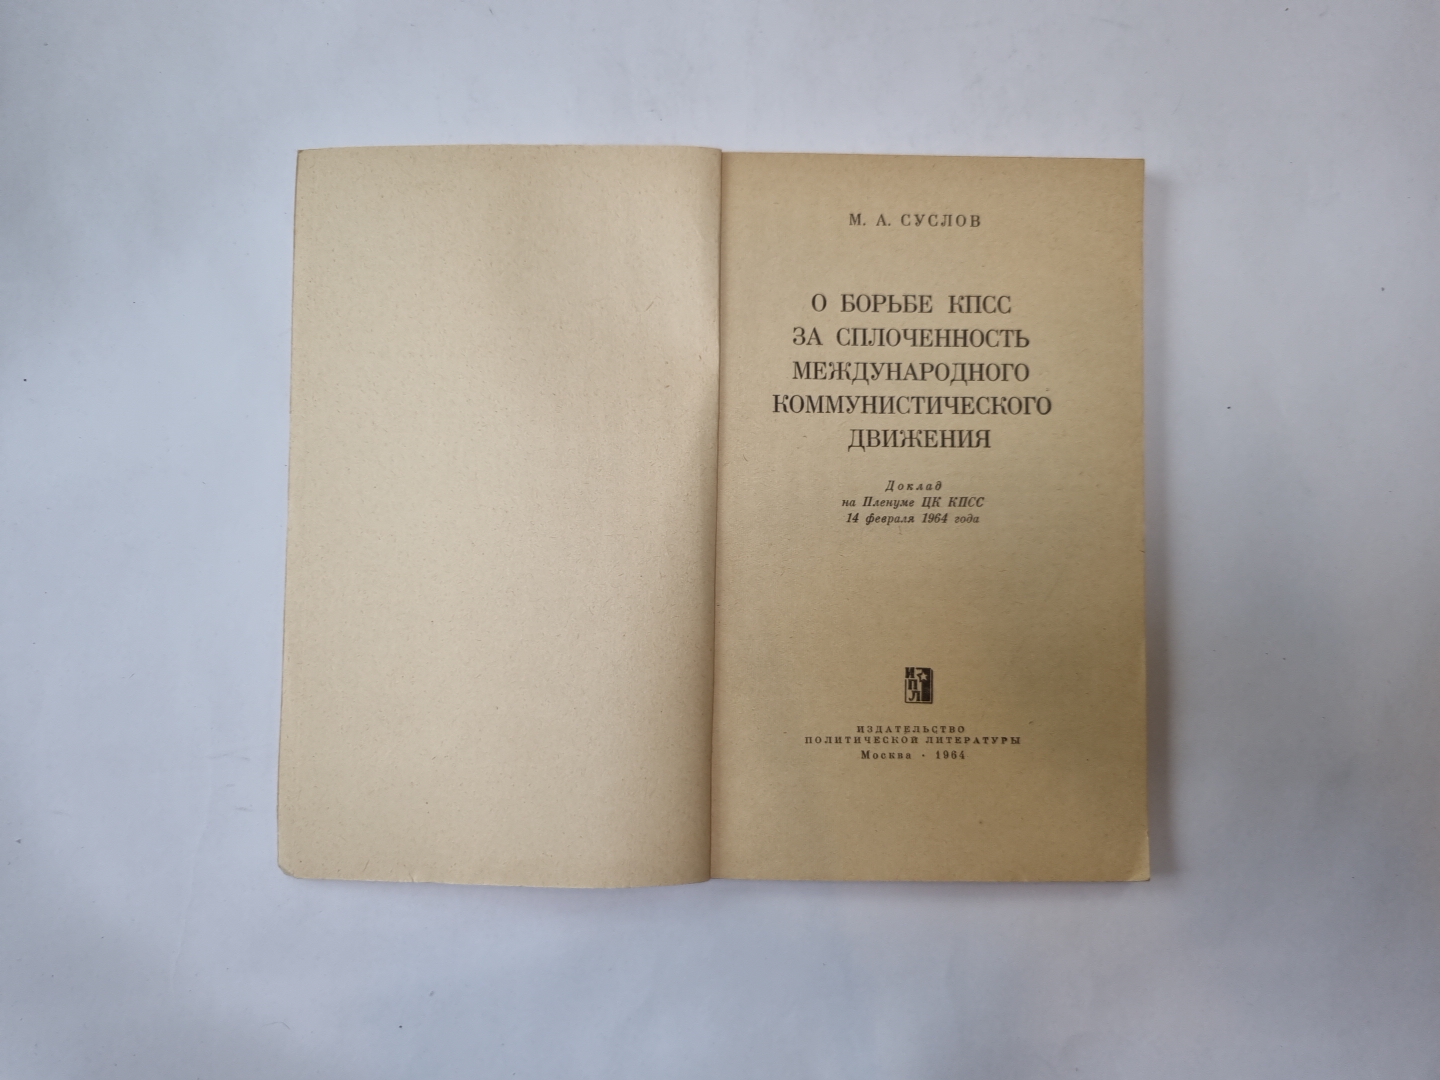 М. А. СУСЛОВ
О БОРЬБЕ КПСС
ЗА СПЛОЧЕННОСТЬ
МЕЖДУНАРОДНОГО
КОММУНИСТИЧЕСКОГО
ДВИЖЕНИЯ
Доклад
на Пленуме ЦК КПСС
14 февраля 1964 года
И
П
Л
ИЗДАТЕЛЬСТВО
ПОЛИТИЧЕСКОЙ ЛИТЕРАТУРЫ
Москва · 1964